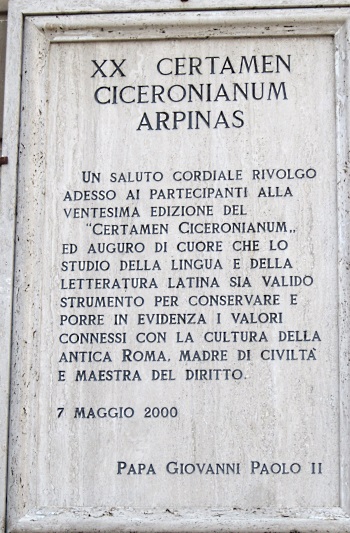 XX CERTAMEN
CICERONIANUM
ARPINAS
UN SALUTO CORDIALE RIVOLGO
ADESSO AI PARTECIPANTI ALLA
VENTESIMA EDIZIONE DEL
"CERTAMEN CICERONIANUM„
ED AUGURO DI CUORE CHE LO
STUDIO DELLA LINGUA E DELLA
LETTERATURA LATINA SIA VALIDO
STRUMENTO PER CONSERVARE E
PORRE IN EVIDENZA I VALORI
CONNESSI CON LA CULTURA DELLA
ANTICA ROMA, MADRE DI CIVILTA'
E MAESTRA DEL DIRITTO.
7 MAGGIO 2000
PAPA GIOVANNI PAOLO II